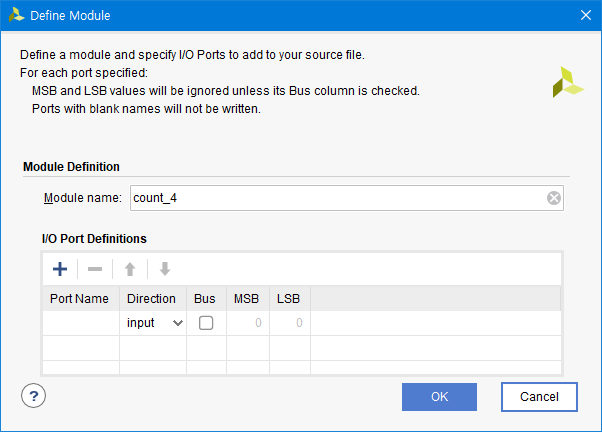 Define Module
Define a module and specify I/O Ports to add to your source file.
For each port specified:
MSB and LSB values will be ignored unless its Bus column is checked.
Ports with blank names will not be written.
Module Definition
Module name: count_4
I/O Port Definitions
Port Name Direction Bus MSB LSB
input 0 0
? OK Cancel